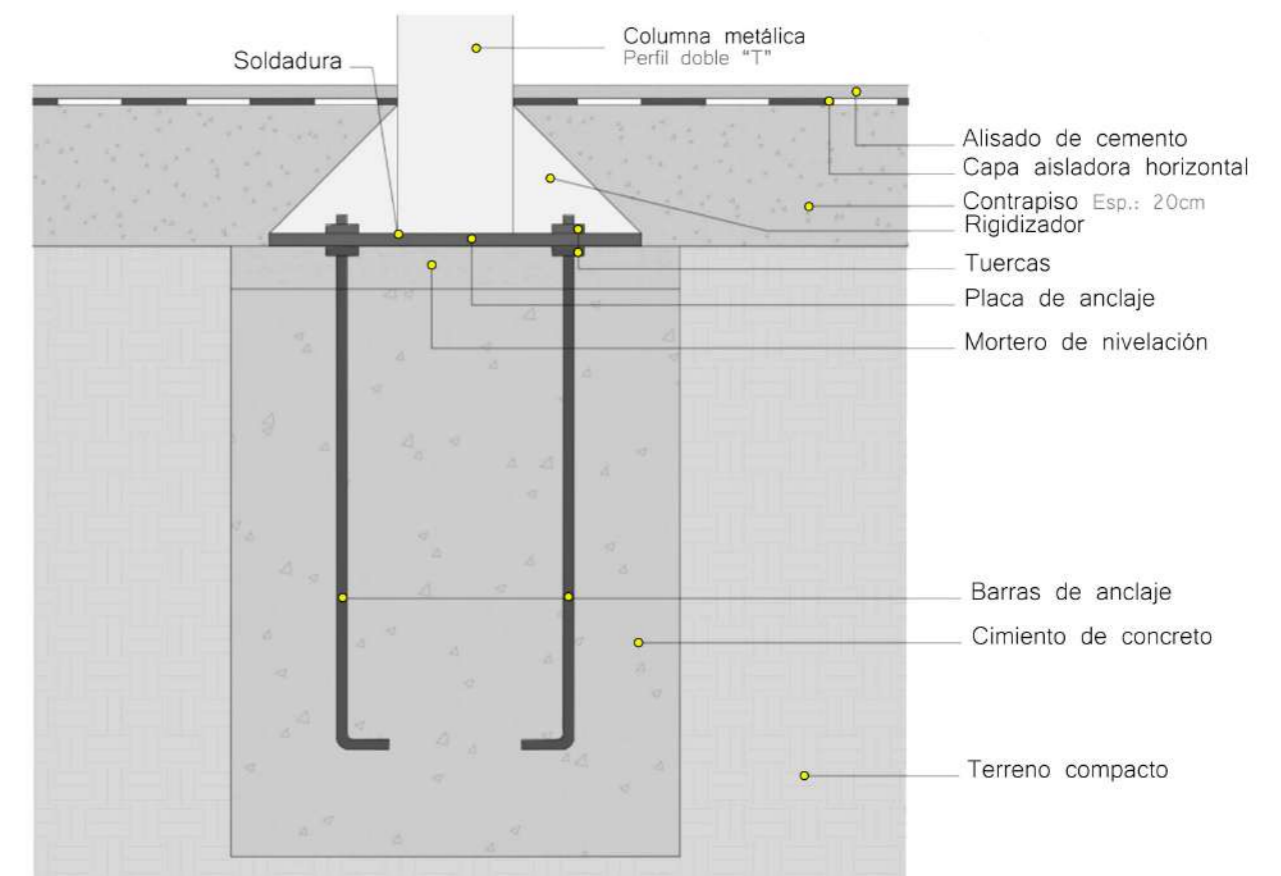 Columna metálica
Perfil doble "T"
Soldadura
Alisado de cemento
Capa aisladora horizontal
Contrapiso Esp.: 20cm
Rigidizador
Tuercas
Placa de anclaje
Mortero de nivelación
Barras de anclaje
Cimiento de concreto
Terreno compacto